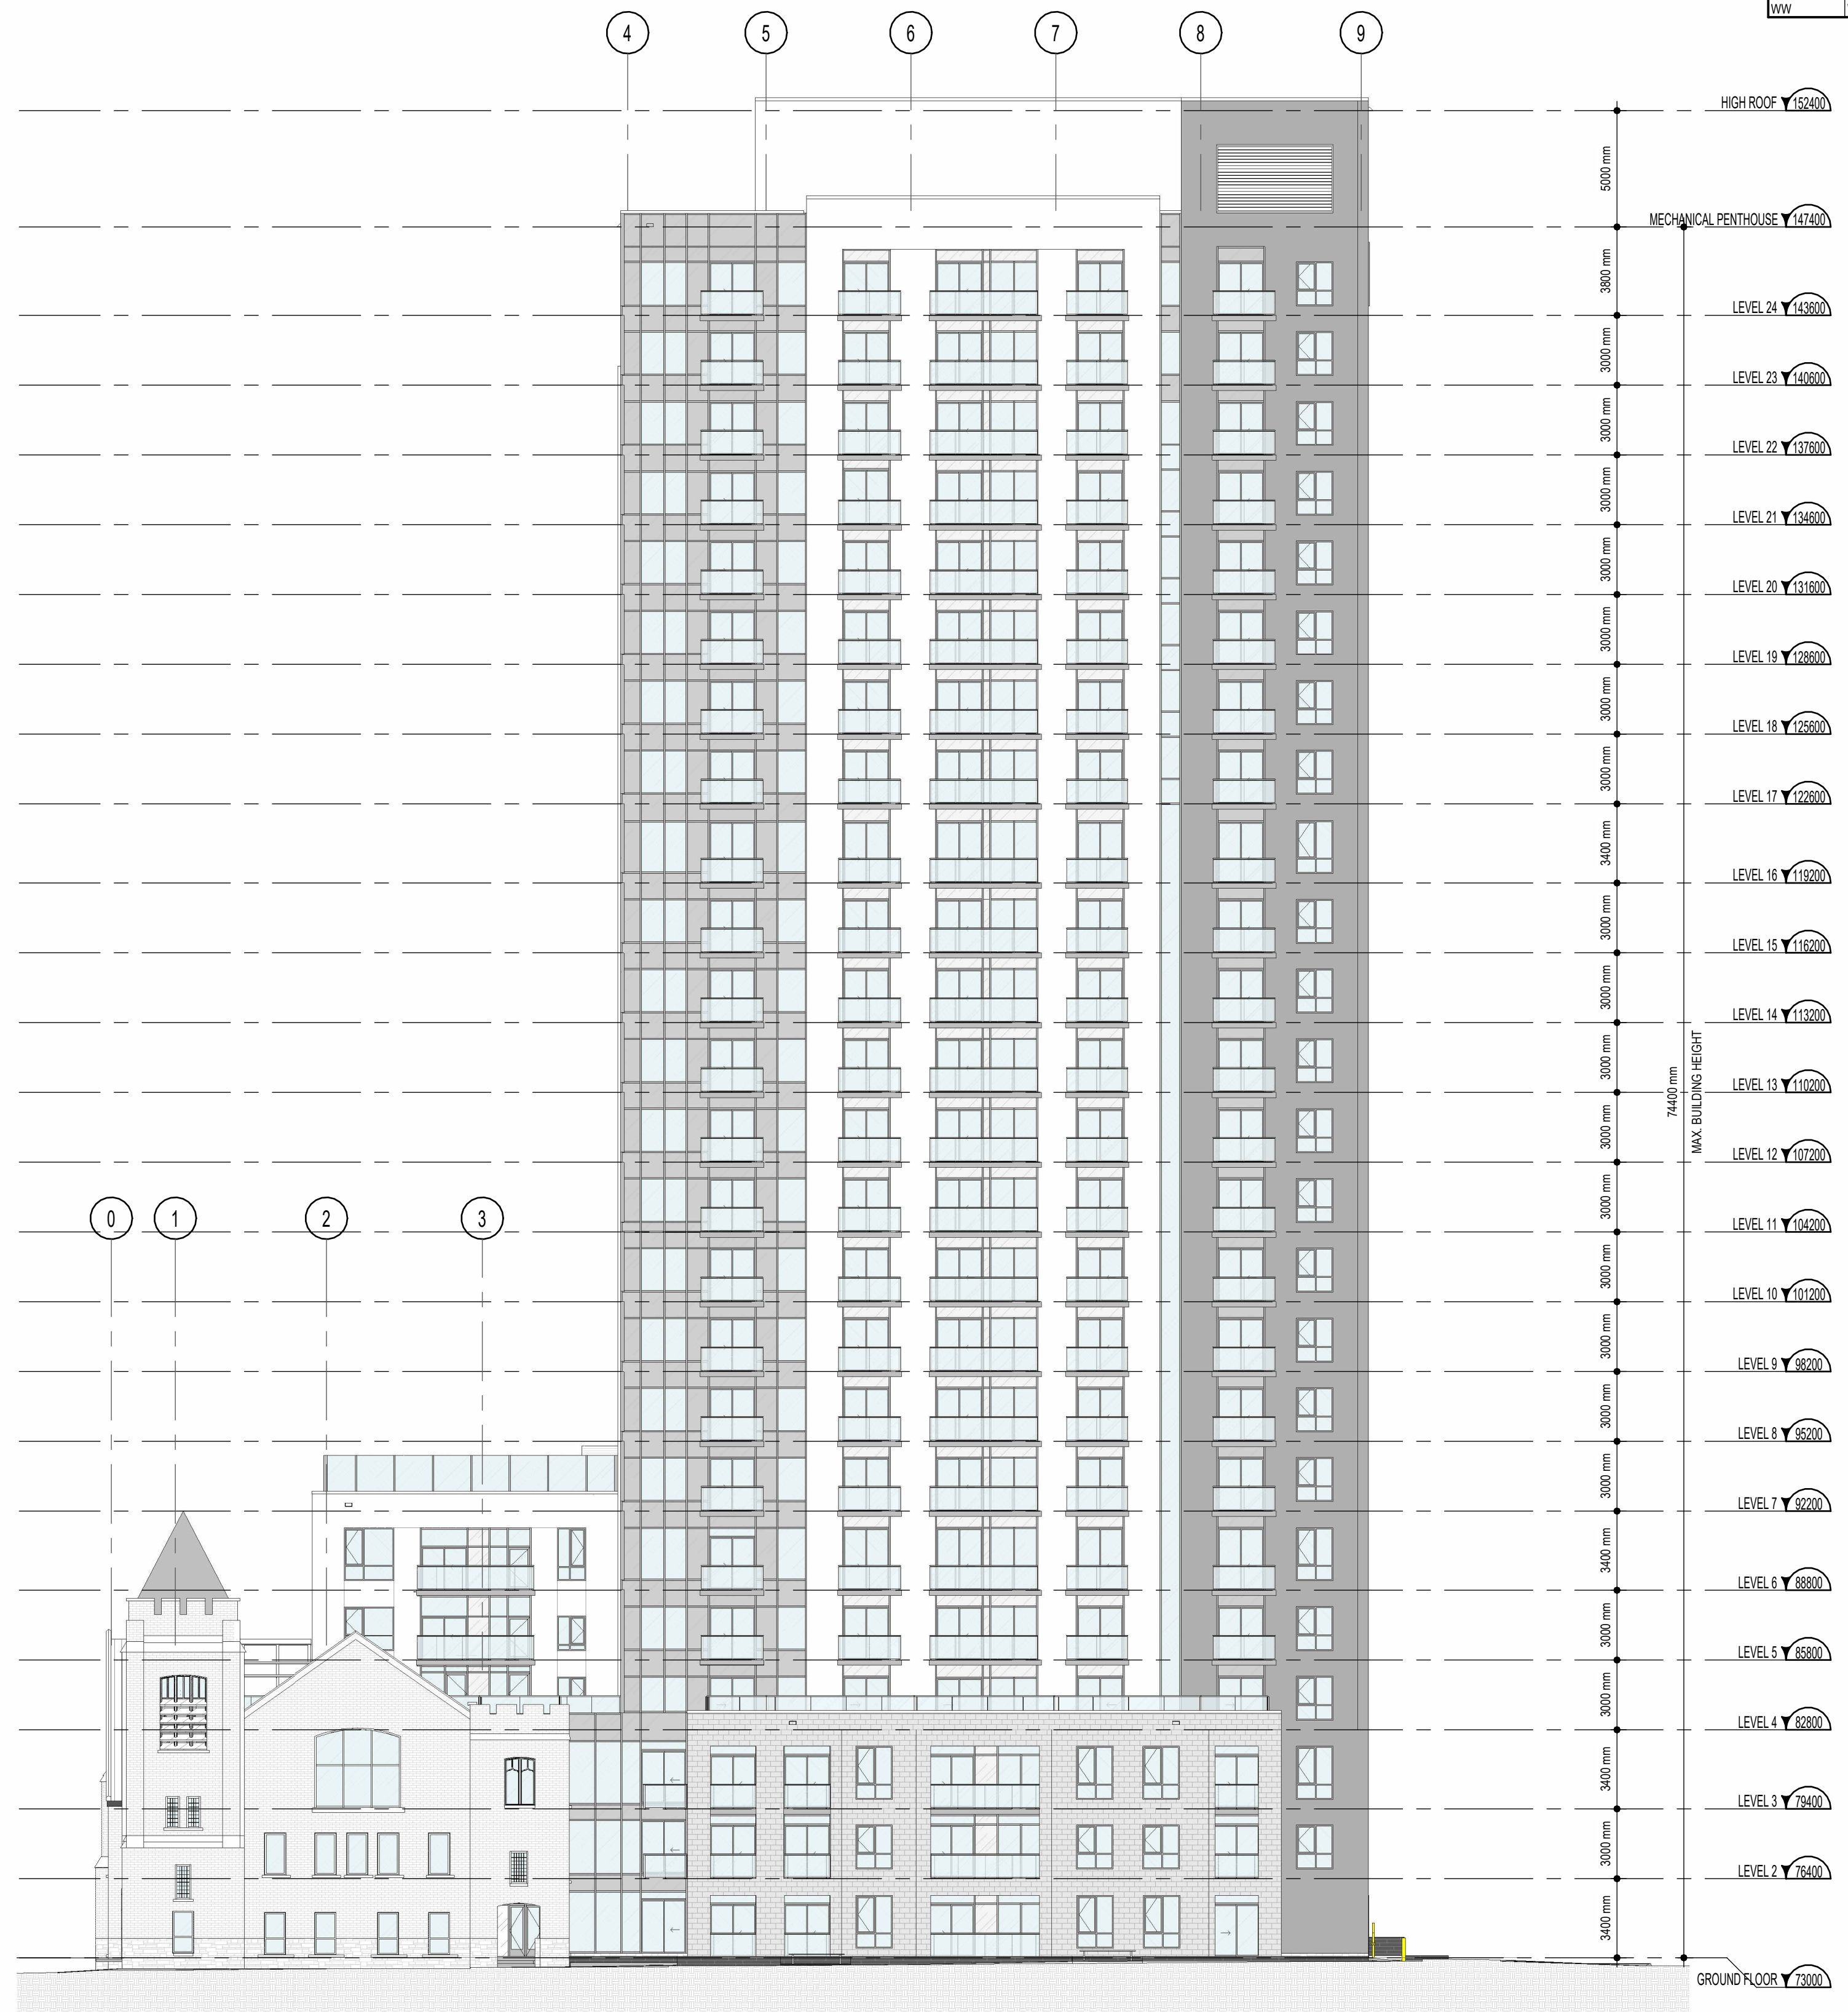 WW
4 5 6 7 8 9
HIGH ROOF 152400
5000 mm
MECHANICAL PENTHOUSE 147400
3800 mm
LEVEL 24 143600
3000 mm
LEVEL 23 140600
3000 mm
LEVEL 22 137600
3000 mm
LEVEL 21 134600
3000 mm
LEVEL 20 131600
3000 mm
LEVEL 19 128600
3000 mm
LEVEL 18 125600
3000 mm
LEVEL 17 122600
3400 mm
LEVEL 16 119200
3000 mm
LEVEL 15 116200
3000 mm
LEVEL 14 113200
3000 mm
LEVEL 13 110200
74400 mm
MAX. BUILDING HEIGHT
3000 mm
LEVEL 12 107200
3000 mm
0 1 2 3
LEVEL 11 104200
3000 mm
LEVEL 10 101200
3000 mm
LEVEL 9 98200
3000 mm
LEVEL 8 95200
3000 mm
LEVEL 7 92200
3400 mm
LEVEL 6 88800
3000 mm
LEVEL 5 85800
3000 mm
LEVEL 4 82800
3400 mm
LEVEL 3 79400
3000 mm
LEVEL 2 76400
3400 mm
GROUND FLOOR 73000